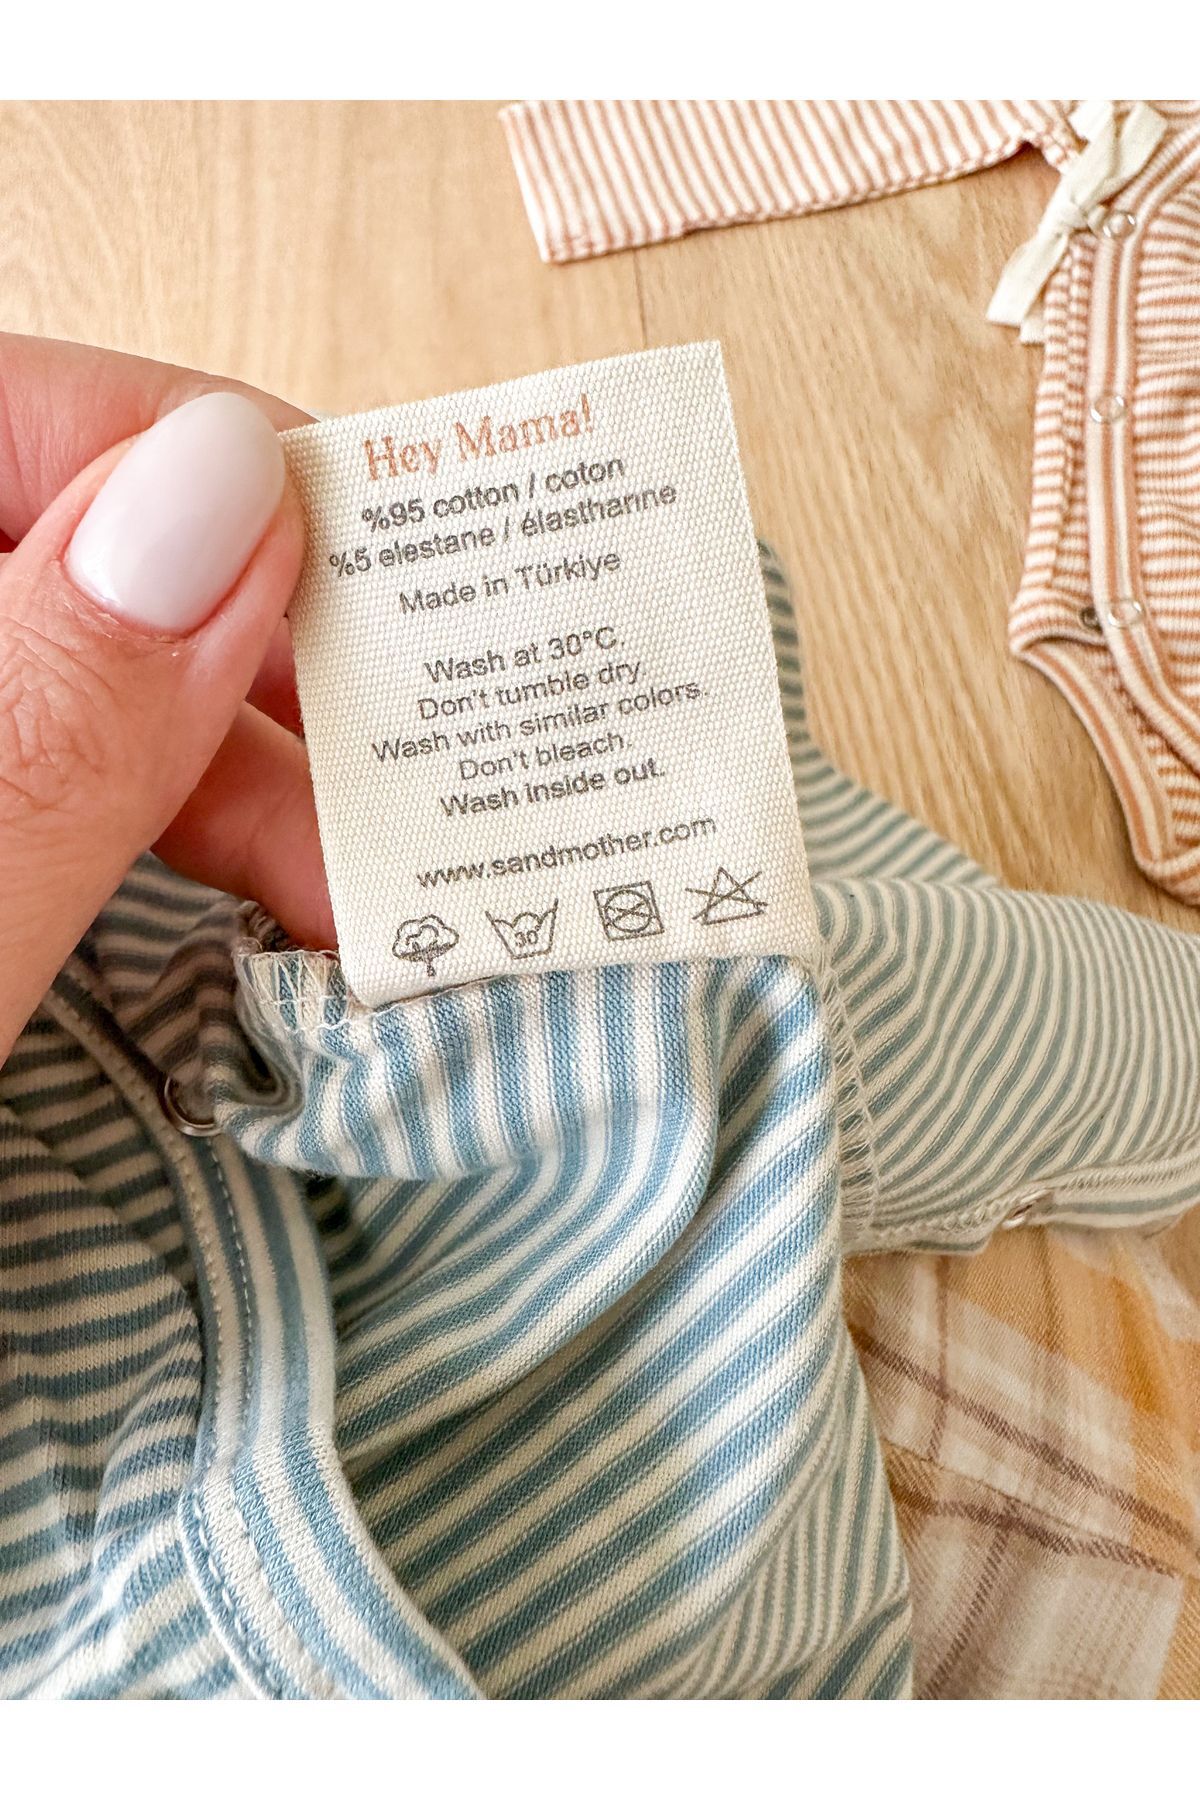 Hey Mama!
%95 cotton / coton
%5 elestane / élasthanne
Made in Türkiye
Wash at 30°C.
Don't tumble dry.
Wash with similar colors.
Don't bleach.
Wash inside out.
www.sandmother.com
30